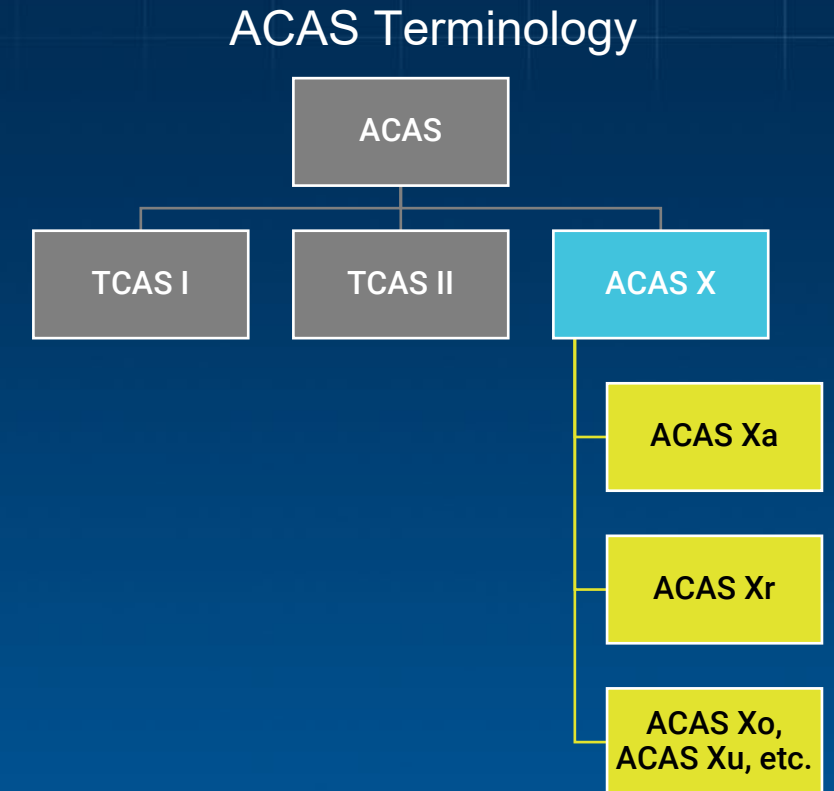 ACAS Terminology
ACAS
TCAS I
TCAS II
ACAS X
ACAS Xa
ACAS Xr
ACAS Xo,
ACAS Xu, etc.